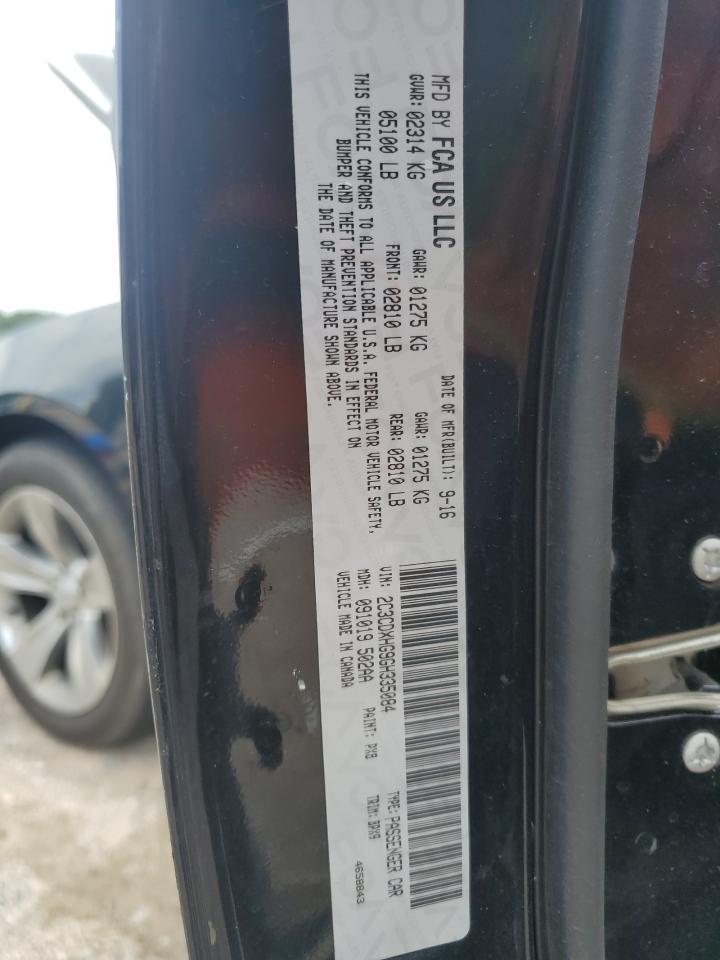 MFD BY FCA US LLC
DATE OF MFR(BUILT): 9-16
GVWR: 02314 KG GAWR: 01275 KG GAWR: 01275 KG
05100 LB FRONT: 02810 LB REAR: 02810 LB
THIS VEHICLE CONFORMS TO ALL APPLICABLE U.S.A. FEDERAL MOTOR VEHICLE SAFETY,
BUMPER AND THEFT PREVENTION STANDARDS IN EFFECT ON
THE DATE OF MANUFACTURE SHOWN ABOVE.
VIN: 2C3CDXHG9GH335084 TYPE: PASSENGER CAR
MDH: 091019 502AA PAINT: PX8 TRIM: BPX9
VEHICLE MADE IN CANADA 4658843